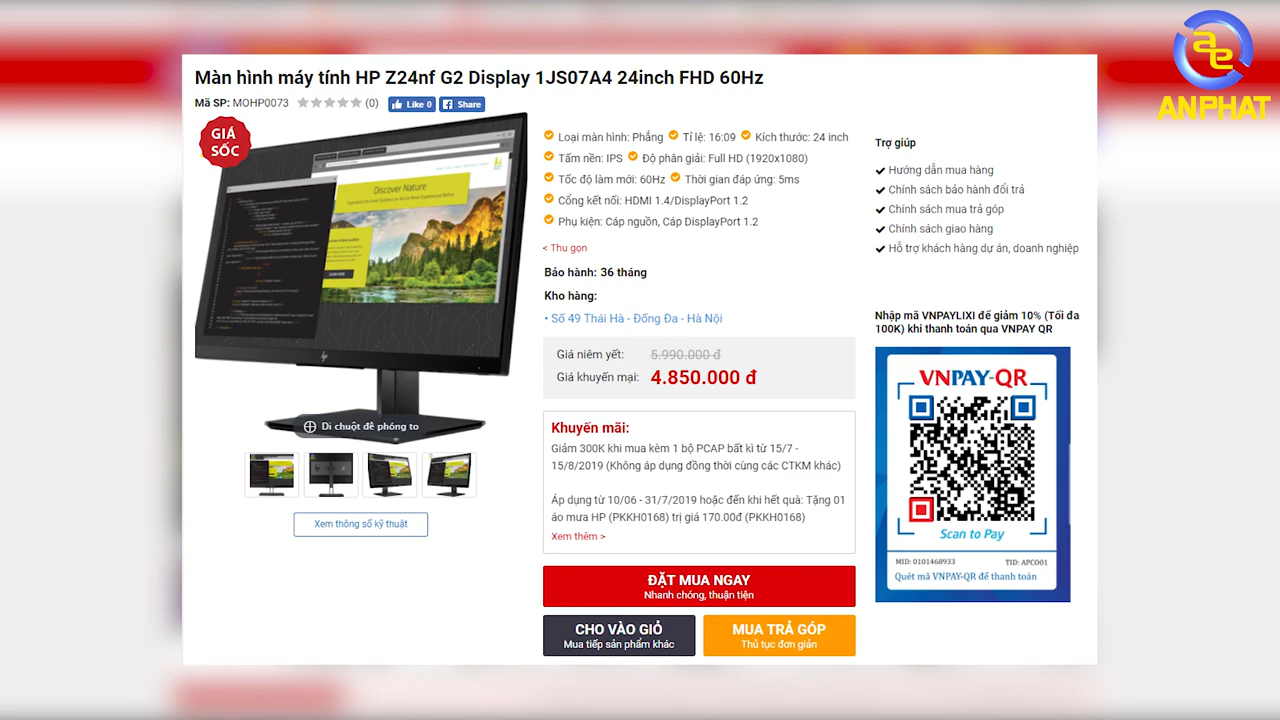 ANPHAT
Màn hình máy tính HP Z24nf G2 Display 1JS07A4 24inch FHD 60Hz
Mã SP: MOHP0073 (0) Like 0 Share
GIÁ
SỐC
Discover Nature
Di chuột để phóng to
Xem thông số kỹ thuật
Loại màn hình: Phẳng Tỉ lệ: 16:09 Kích thước: 24 inch
Tấm nền: IPS Độ phân giải: Full HD (1920x1080)
Tốc độ làm mới: 60Hz Thời gian đáp ứng: 5ms
Cổng kết nối: HDMI 1.4/DisplayPort 1.2
Phụ kiện: Cáp nguồn, Cáp DisplayPort 1.2
< Thu gọn
Bảo hành: 36 tháng
Kho hàng:
• Số 49 Thái Hà - Đống Đa - Hà Nội
Giá niêm yết: 5.990.000 đ
Giá khuyến mại: 4.850.000 đ
Khuyến mãi:
Giảm 300K khi mua kèm 1 bộ PCAP bất kì từ 15/7 -
15/8/2019 (Không áp dụng đồng thời cùng các CTKM khác)
Áp dụng từ 10/06 - 31/7/2019 hoặc đến khi hết quà: Tặng 01
áo mưa HP (PKKH0168) trị giá 170.00đ (PKKH0168)
Xem thêm >
ĐẶT MUA NGAY
Nhanh chóng, thuận tiện
CHO VÀO GIỎ
Mua tiếp sản phẩm khác
MUA TRẢ GÓP
Thủ tục đơn giản
Trợ giúp
Hướng dẫn mua hàng
Chính sách bảo hành đổi trả
Chính sách mua trả góp
Chính sách giao hàng
Hỗ trợ khách hàng dự án, doanh nghiệp
Nhập mã VNPAYLIXI để giảm 10% (Tối đa
100K) khi thanh toán qua VNPAY QR
VNPAY-QR
Scan to Pay
MID: 0101468933 TID: APC001
Quét mã VNPAY-QR để thanh toán